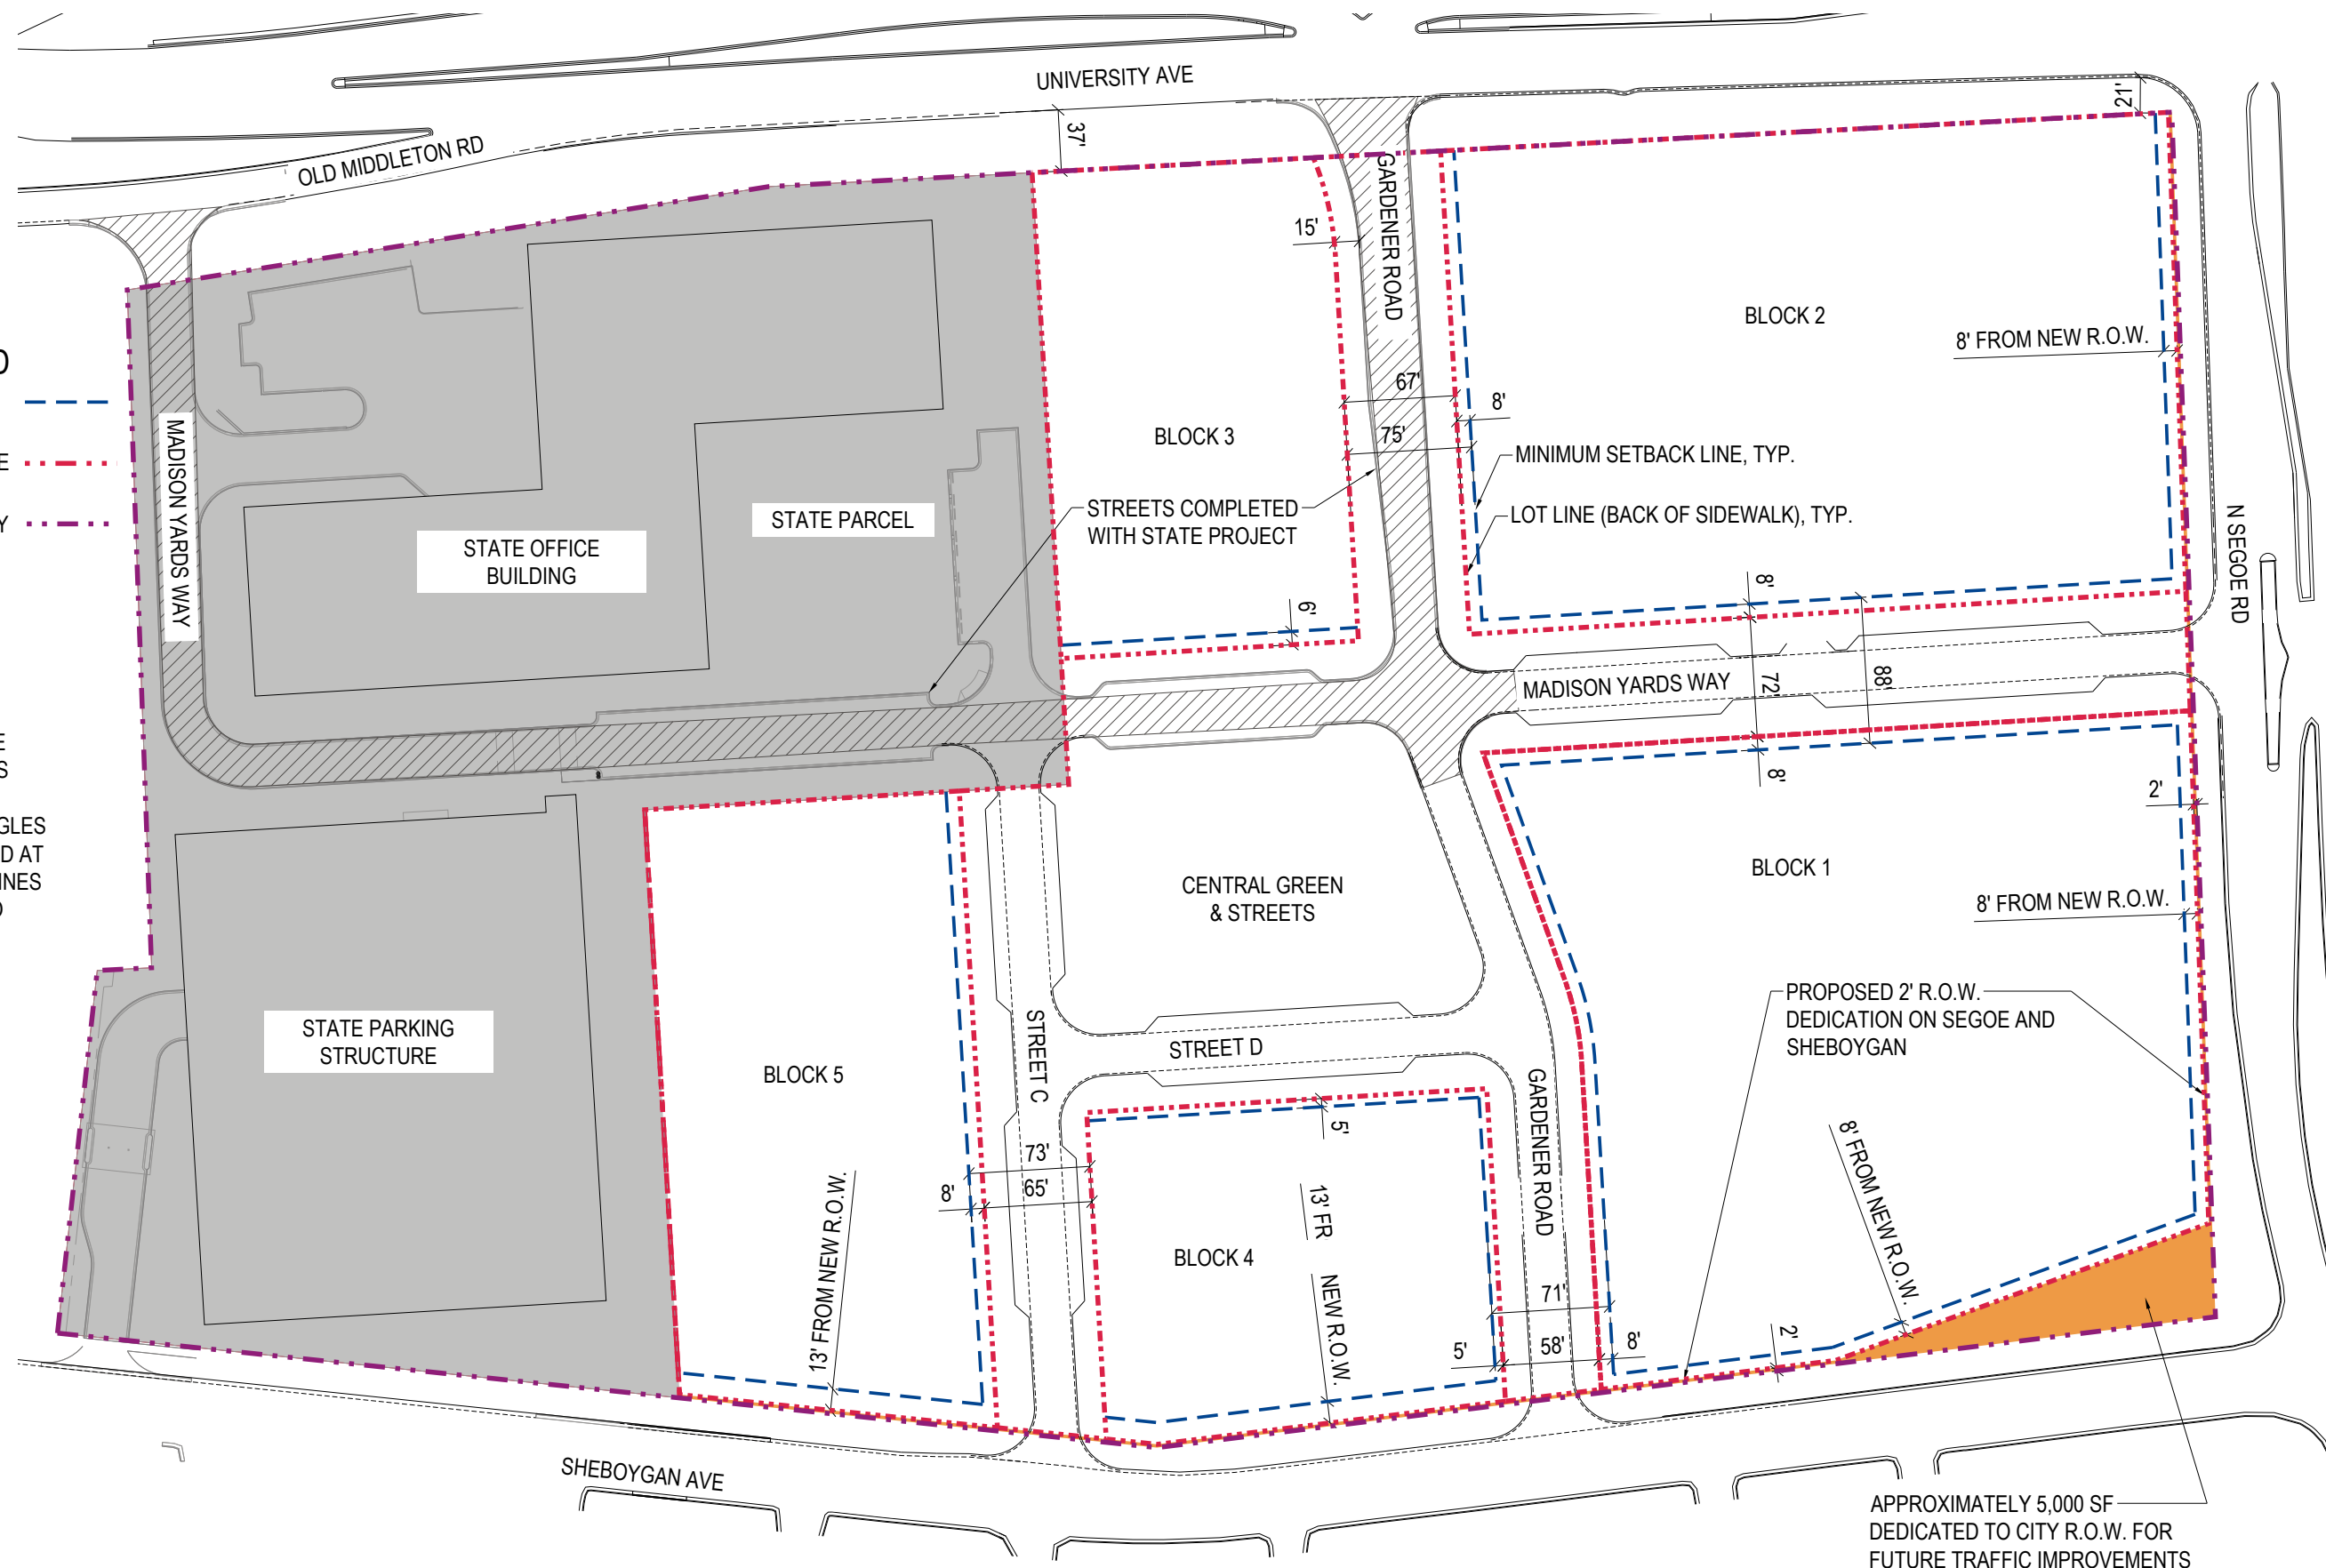 UNIVERSITY AVE
OLD MIDDLETON RD
37'
21'
GARDENER ROAD
15'
BLOCK 2
8' FROM NEW R.O.W.
67'
8'
75'
BLOCK 3
MINIMUM SETBACK LINE, TYP.
LOT LINE (BACK OF SIDEWALK), TYP.
STREETS COMPLETED
WITH STATE PROJECT
STATE PARCEL
STATE OFFICE
BUILDING
MADISON YARDS WAY
N SEGOE RD
6'
8'
72'
88'
MADISON YARDS WAY
8'
2'
BLOCK 1
8' FROM NEW R.O.W.
CENTRAL GREEN
& STREETS
PROPOSED 2' R.O.W.
DEDICATION ON SEGOE AND
SHEBOYGAN
STATE PARKING
STRUCTURE
BLOCK 5
STREET C
STREET D
GARDENER ROAD
5'
8' FROM NEW R.O.W.
73'
65'
8'
13' FROM NEW R.O.W.
BLOCK 4
13' FR
NEW R.O.W.
71'
5'
58'
8'
2'
SHEBOYGAN AVE
APPROXIMATELY 5,000 SF
DEDICATED TO CITY R.O.W. FOR
FUTURE TRAFFIC IMPROVEMENTS